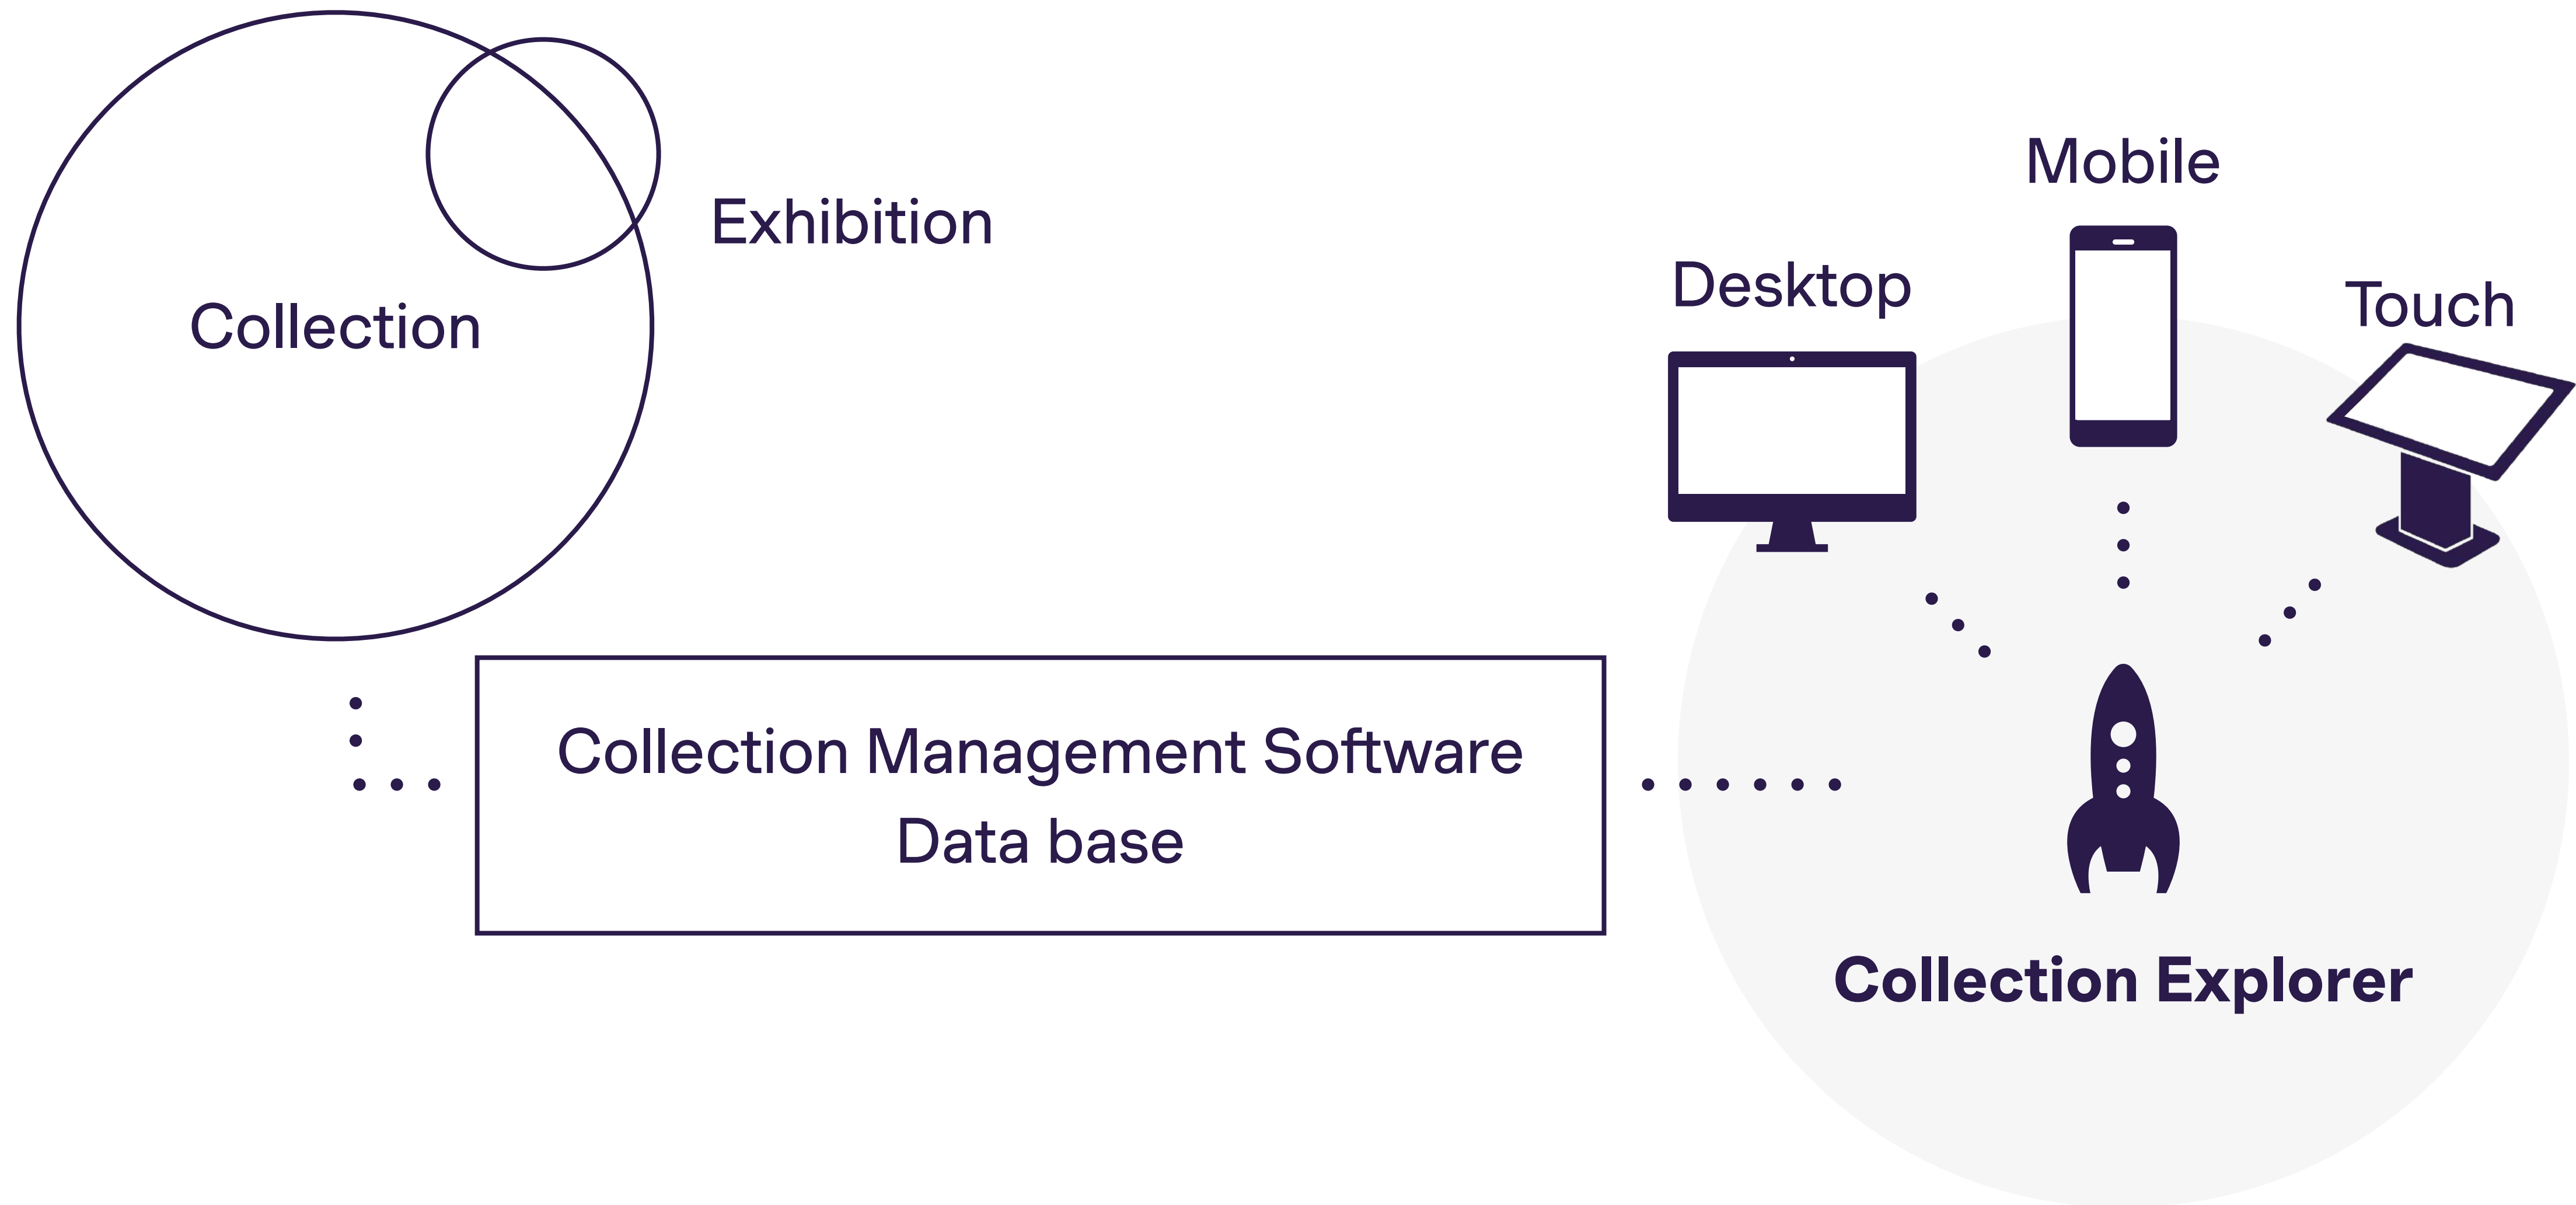 Collection
Exhibition
Collection Management Software
Data base
Desktop
Mobile
Touch
Collection Explorer